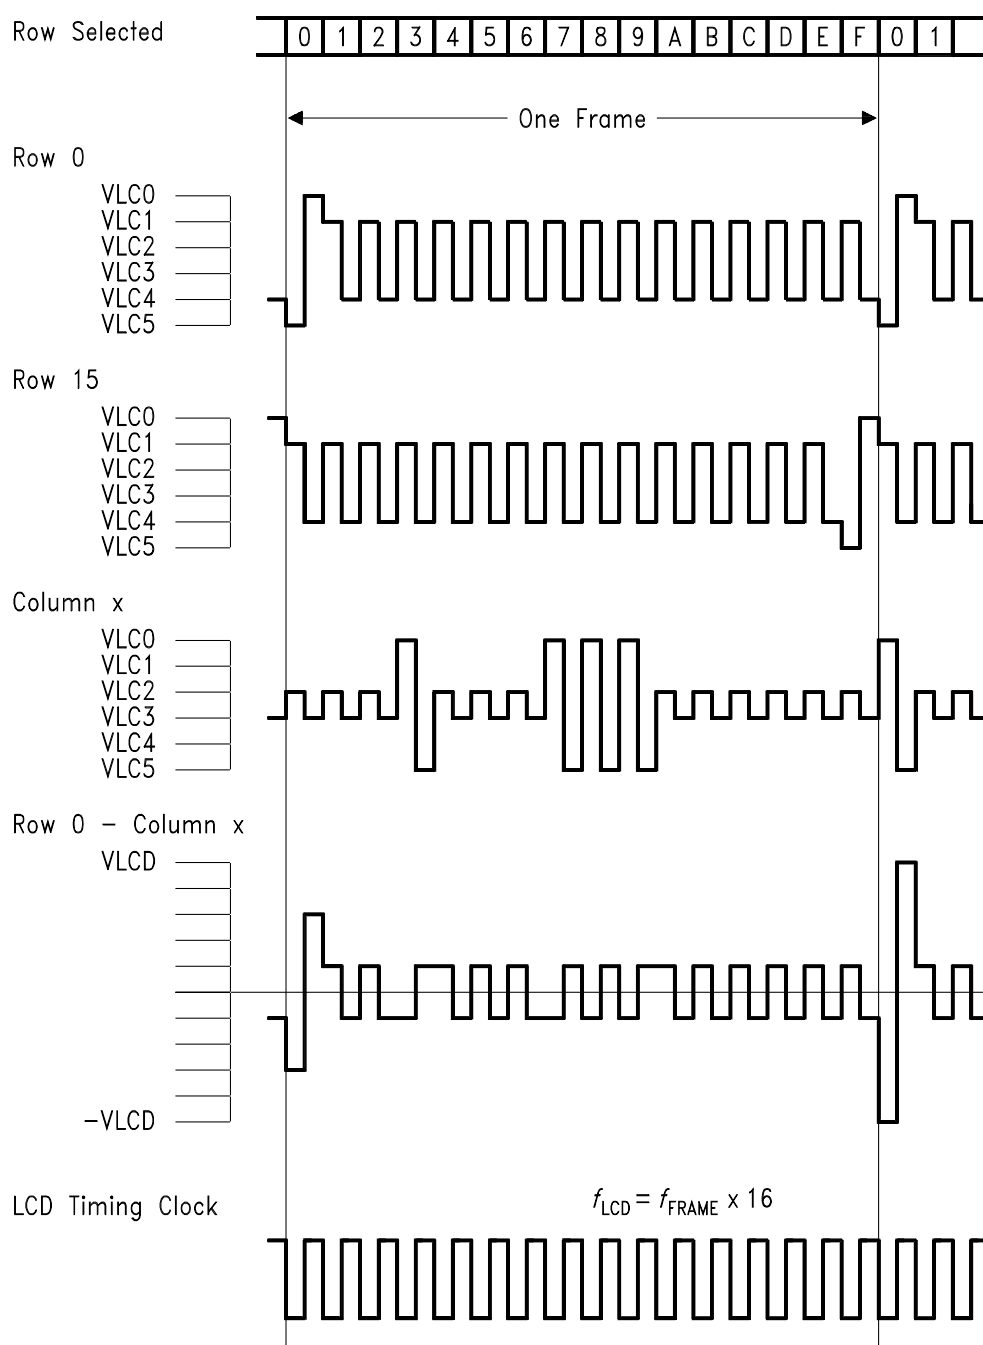 Row Selected 0 1 2 3 4 5 6 7 8 9 A B C D E F 0 1
One Frame
Row 0
VLC0
VLC1
VLC2
VLC3
VLC4
VLC5
Row 15
VLC0
VLC1
VLC2
VLC3
VLC4
VLC5
Column x
VLC0
VLC1
VLC2
VLC3
VLC4
VLC5
Row 0 – Column x
VLCD
–VLCD
LCD Timing Clock
fLCD = fFRAME x 16